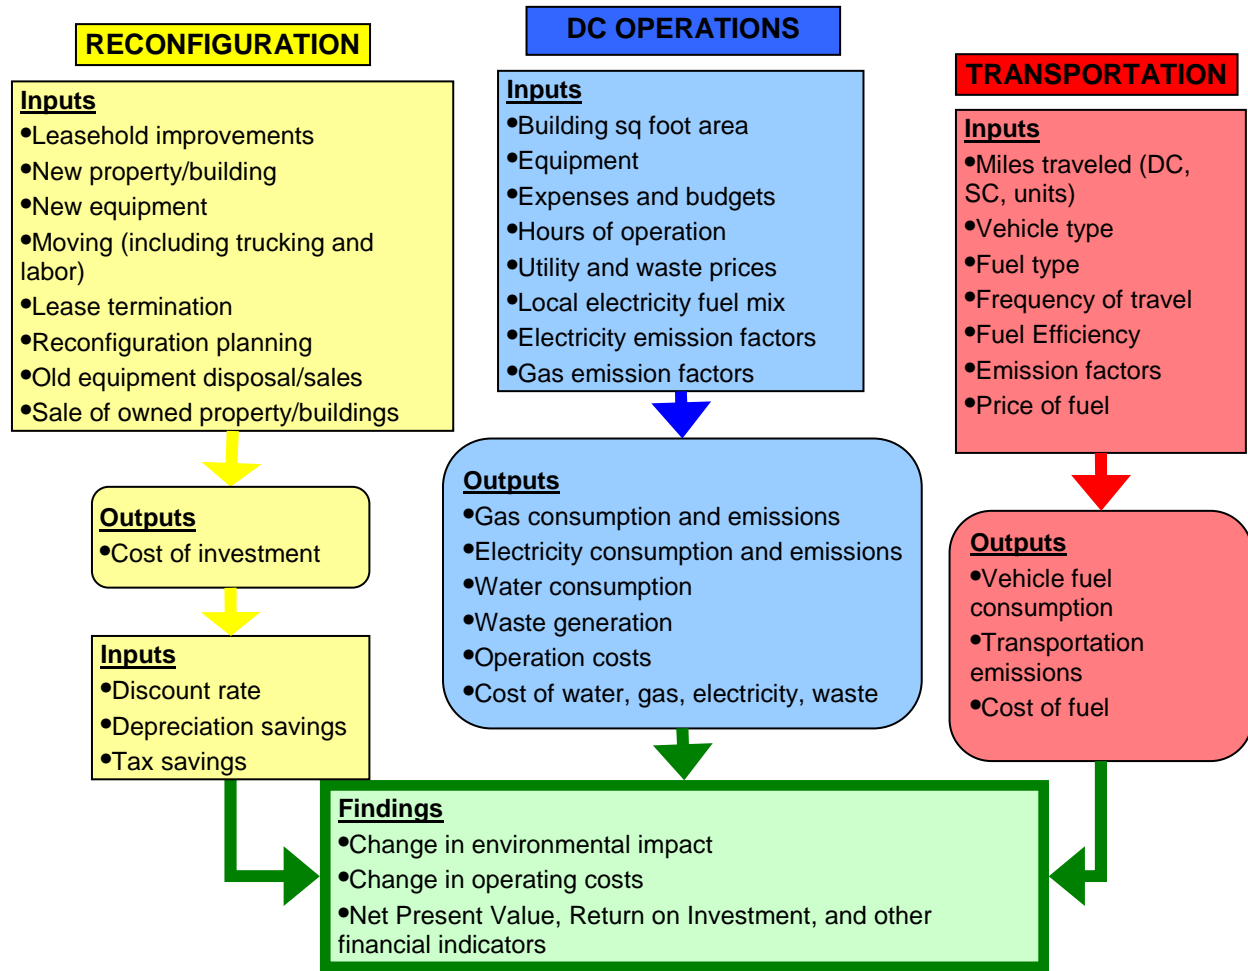 RECONFIGURATION
Inputs
•Leasehold improvements
•New property/building
•New equipment
•Moving (including trucking and
labor)
•Lease termination
•Reconfiguration planning
•Old equipment disposal/sales
•Sale of owned property/buildings
Outputs
•Cost of investment
Inputs
•Discount rate
•Depreciation savings
•Tax savings
DC OPERATIONS
Inputs
•Building sq foot area
•Equipment
•Expenses and budgets
•Hours of operation
•Utility and waste prices
•Local electricity fuel mix
•Electricity emission factors
•Gas emission factors
Outputs
•Gas consumption and emissions
•Electricity consumption and emissions
•Water consumption
•Waste generation
•Operation costs
•Cost of water, gas, electricity, waste
TRANSPORTATION
Inputs
•Miles traveled (DC,
SC, units)
•Vehicle type
•Fuel type
•Frequency of travel
•Fuel Efficiency
•Emission factors
•Price of fuel
Outputs
•Vehicle fuel
consumption
•Transportation
emissions
•Cost of fuel
Findings
•Change in environmental impact
•Change in operating costs
•Net Present Value, Return on Investment, and other
financial indicators